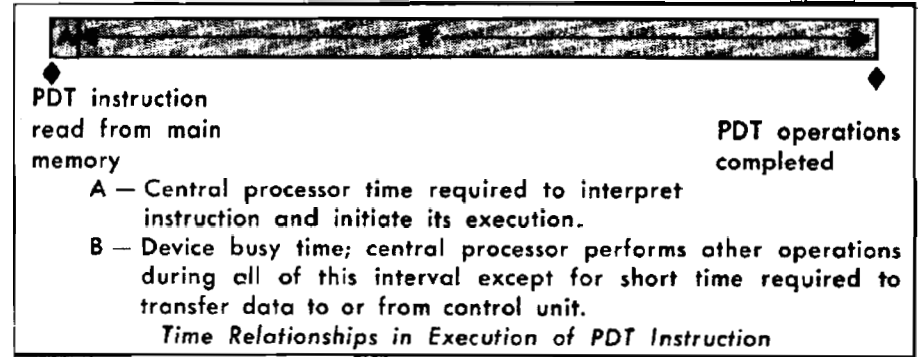 A B
PDT instruction
read from main
memory
PDT operations
completed
A — Central processor time required to interpret
instruction and initiate its execution.
B — Device busy time; central processor performs other operations
during all of this interval except for short time required to
transfer data to or from control unit.
Time Relationships in Execution of PDT Instruction